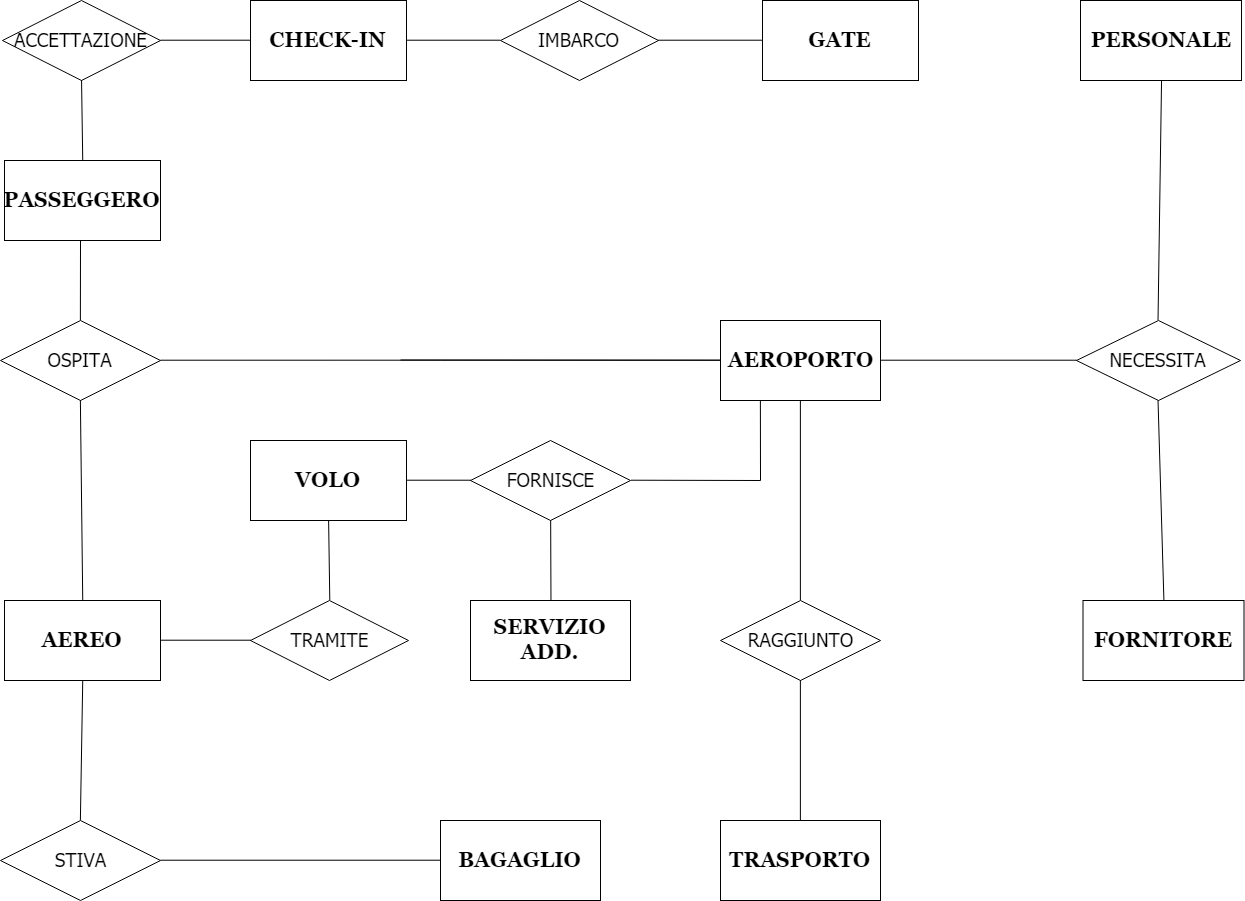 ACCETTAZIONE
CHECK-IN
IMBARCO
GATE
PERSONALE
PASSEGGERO
OSPITA
AEROPORTO
NECESSITA
VOLO
FORNISCE
AEREO
TRAMITE
SERVIZIO
ADD.
RAGGIUNTO
FORNITORE
STIVA
BAGAGLIO
TRASPORTO